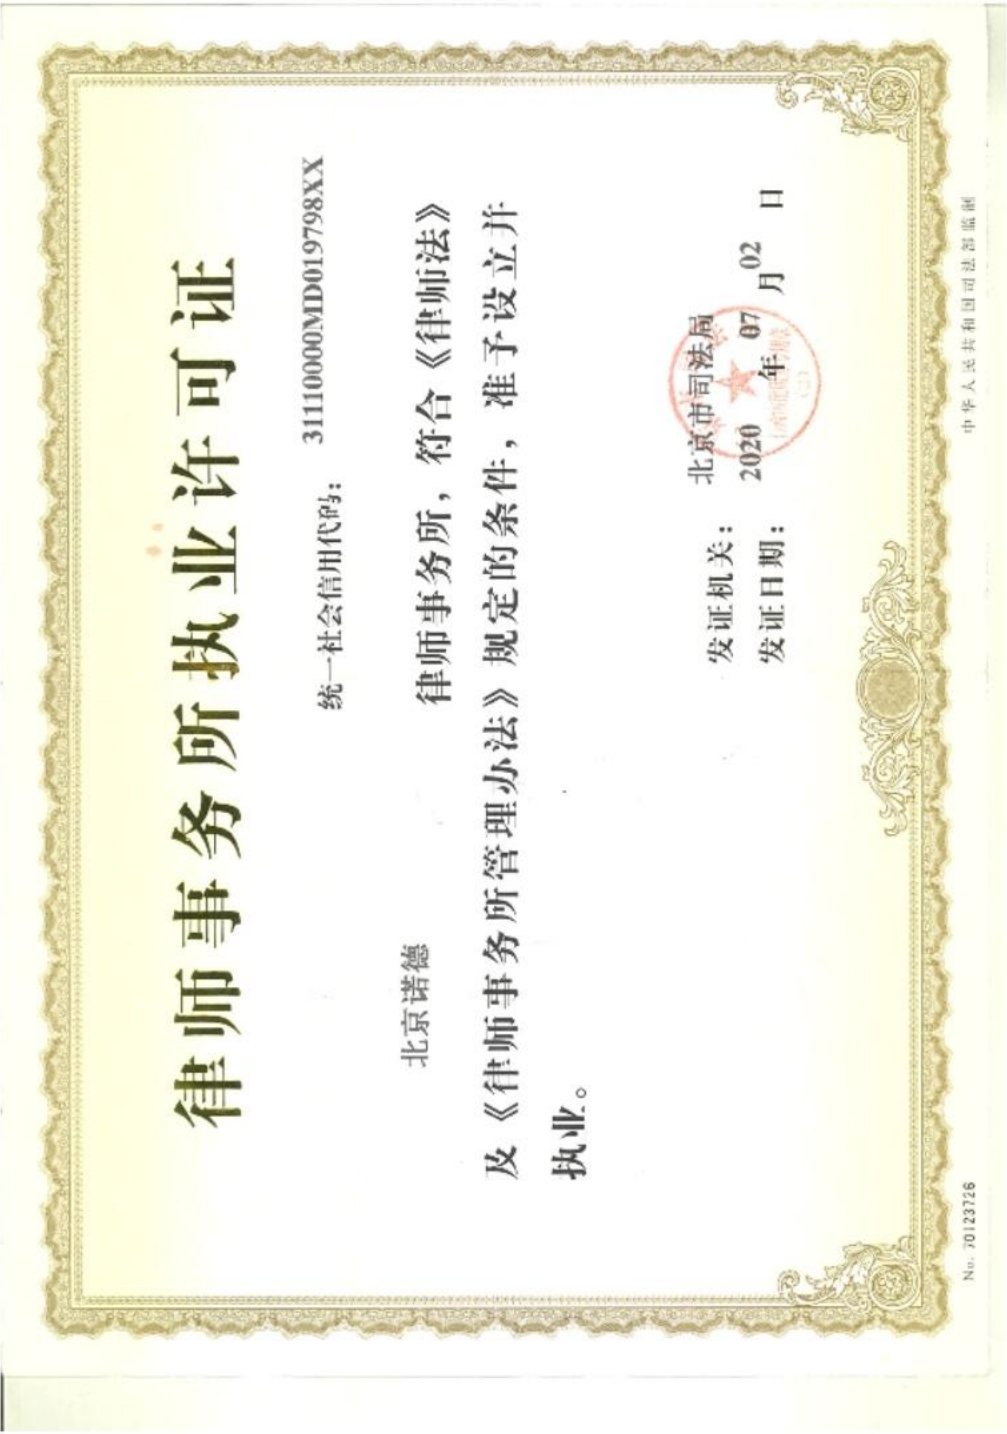 律师事务所执业许可证
统一社会信用代码：31110000MD019798XX
北京诺德 律师事务所，符合《律师法》
及《律师事务所管理办法》规定的条件，准予设立并
执业。
发证机关：北京市司法局
发证日期：2020 年 07 月 02 日
No. 70123726
中华人民共和国司法部监制